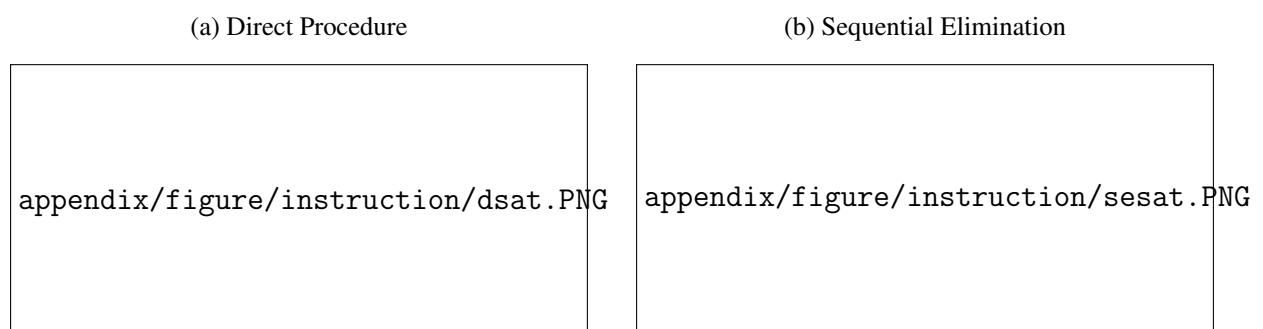 (a) Direct Procedure
(b) Sequential Elimination
appendix/figure/instruction/dsat.PNG
appendix/figure/instruction/sesat.PNG